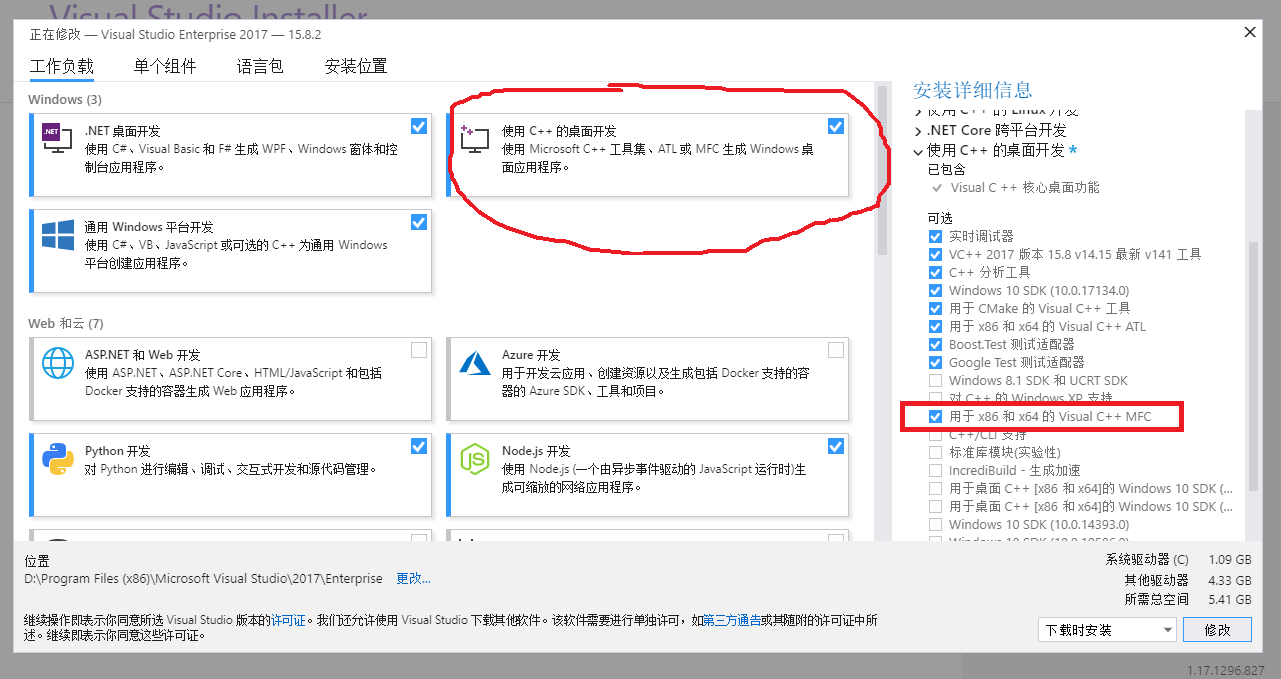 Visual Studio Installer
正在修改 — Visual Studio Enterprise 2017 — 15.8.2
工作负载 单个组件 语言包 安装位置
Windows (3)
.NET
.NET 桌面开发
使用 C#、Visual Basic 和 F# 生成 WPF、Windows 窗体和控
制台应用程序。
使用 C++ 的桌面开发
使用 Microsoft C++ 工具集、ATL 或 MFC 生成 Windows 桌
面应用程序。
通用 Windows 平台开发
使用 C#、VB、JavaScript 或可选的 C++ 为通用 Windows
平台创建应用程序。
Web 和云 (7)
ASP.NET 和 Web 开发
使用 ASP.NET、ASP.NET Core、HTML/JavaScript 和包括
Docker 支持的容器生成 Web 应用程序。
Azure 开发
用于开发云应用、创建资源以及生成包括 Docker 支持的容
器的 Azure SDK、工具和项目。
Python 开发
对 Python 进行编辑、调试、交互式开发和源代码管理。
Node.js 开发
使用 Node.js (一个由异步事件驱动的 JavaScript 运行时)生
成可缩放的网络应用程序。
安装详细信息
使用 C++ 的 Linux 开发
.NET Core 跨平台开发
使用 C++ 的桌面开发 *
已包含
Visual C ++ 核心桌面功能
可选
实时调试器
VC++ 2017 版本 15.8 v14.15 最新 v141 工具
C++ 分析工具
Windows 10 SDK (10.0.17134.0)
用于 CMake 的 Visual C++ 工具
用于 x86 和 x64 的 Visual C++ ATL
Boost.Test 测试适配器
Google Test 测试适配器
Windows 8.1 SDK 和 UCRT SDK
对 C++ 的 Windows XP 支持
用于 x86 和 x64 的 Visual C++ MFC
C++/CLI 支持
标准库模块(实验性)
IncrediBuild - 生成加速
用于桌面 C++ [x86 和 x64]的 Windows 10 SDK (...
用于桌面 C++ [x86 和 x64]的 Windows 10 SDK (...
Windows 10 SDK (10.0.14393.0)
Windows 10 SDK (10.0.10586.0)
位置
D:\Program Files (x86)\Microsoft Visual Studio\2017\Enterprise 更改...
系统驱动器 (C) 1.09 GB
其他驱动器 4.33 GB
所需总空间 5.41 GB
继续操作即表示你同意所选 Visual Studio 版本的许可证。我们还允许使用 Visual Studio 下载其他软件。该软件需要进行单独许可，如第三方通告或其随附的许可证中所
述。继续即表示你同意这些许可证。
下载时安装 修改
1.17.1296.827